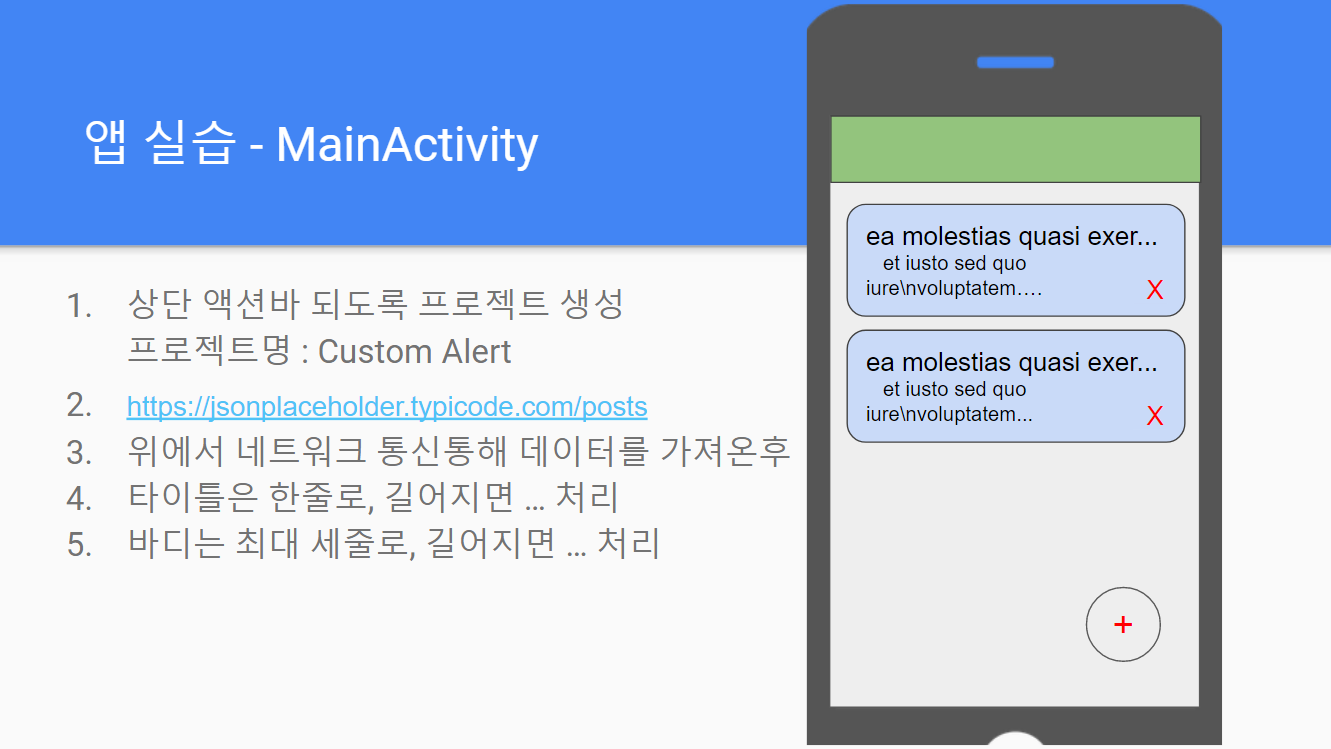 앱 실습 - MainActivity
1. 상단 액션바 되도록 프로젝트 생성
프로젝트명 : Custom Alert
2. https://jsonplaceholder.typicode.com/posts
3. 위에서 네트워크 통신통해 데이터를 가져온후
4. 타이틀은 한줄로, 길어지면 ... 처리
5. 바디는 최대 세줄로, 길어지면 ... 처리
ea molestias quasi exer...
et iusto sed quo
iure\nvoluptatem....
X
ea molestias quasi exer...
et iusto sed quo
iure\nvoluptatem...
X
+